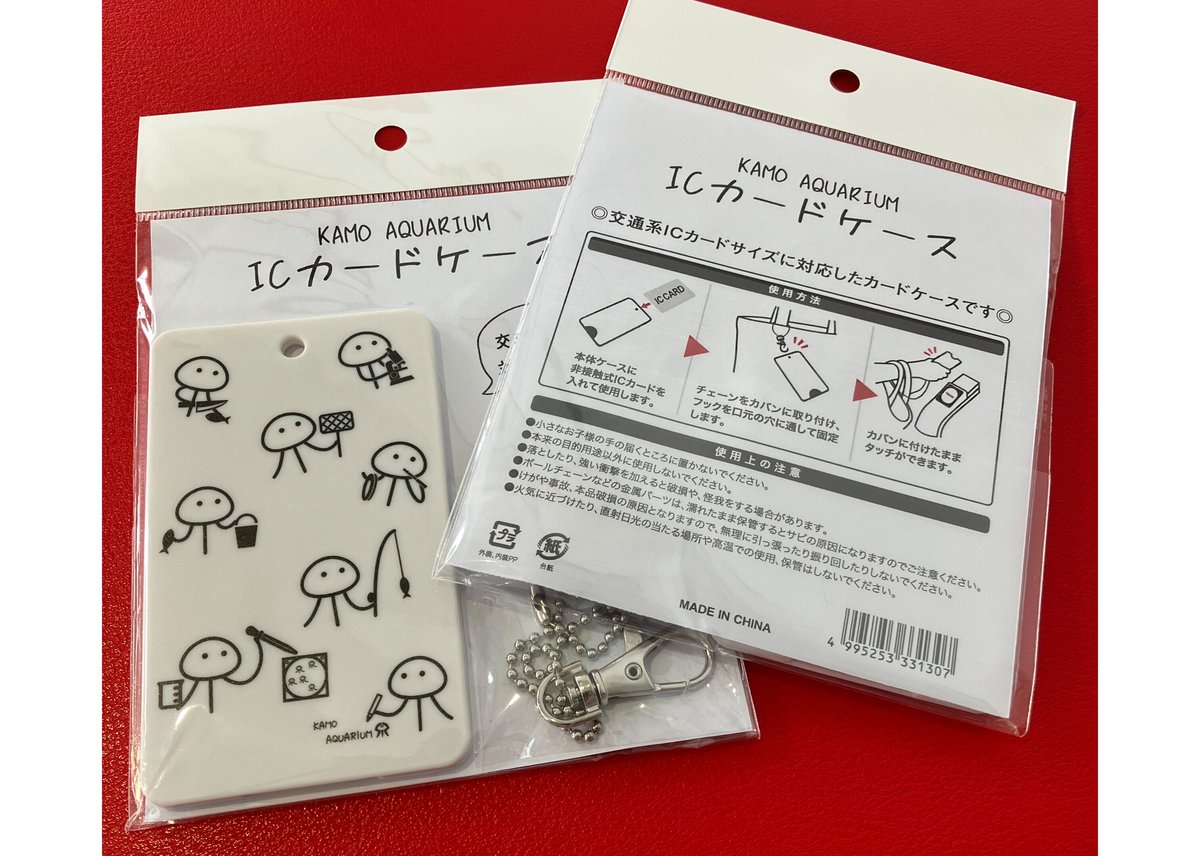 KAMO AQUARIUM
ICカードケース
KAMO
AQUARIUM
KAMO AQUARIUM
ICカードケース
◎交通系ICカードサイズに対応したカードケースです◎
使用方法
IC CARD
本体ケースに
非接触式ICカードを
入れて使用します。
チェーンをカバンに取り付け、
フックを口元の穴に通して固定
します。
カバンに付けたまま
タッチができます。
使用上の注意
●小さなお子様の手の届くところに置かないでください。
●本来の目的用途以外に使用しないでください。
●落としたり、強い衝撃を加えると破損や、怪我をする場合があります。
●ボールチェーンなどの金属パーツは、濡れたまま保管するとサビの原因になりますのでご注意ください。
●けがや事故、本品破損の原因となりますので、無理に引っ張ったり振り回したりしないでください。
●火気に近づけたり、直射日光の当たる場所や高温での使用、保管はしないでください。
プラ
外装、内装PP
紙
台紙
MADE IN CHINA
4 995253 331307